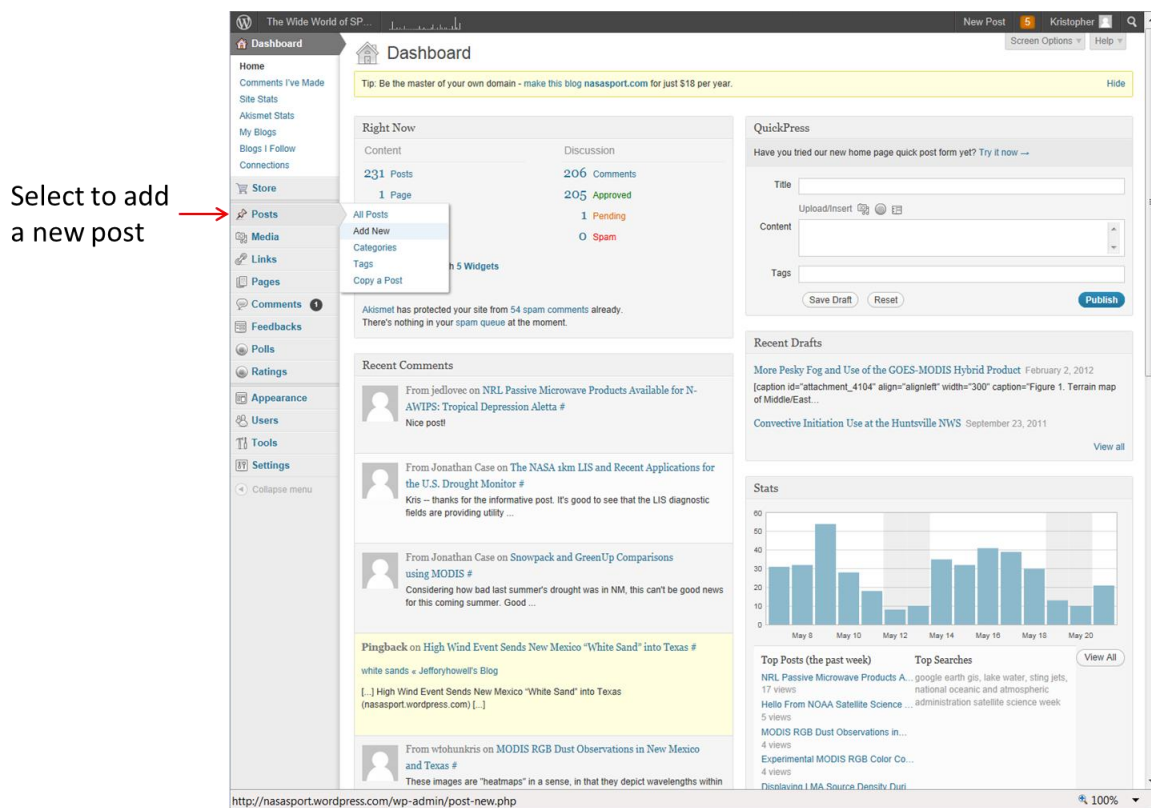 Select to add
a new post
The Wide World of SP...
New Post 5 Kristopher
Screen Options Help
Dashboard
Home
Comments I've Made
Site Stats
Akismet Stats
My Blogs
Blogs I Follow
Connections
Store
Posts
Media
Links
Pages
Comments 1
Feedbacks
Polls
Ratings
Appearance
Users
Tools
Settings
Collapse menu
All Posts
Add New
Categories
Tags
Copy a Post
Dashboard
Tip: Be the master of your own domain - make this blog nasasport.com for just $18 per year. Hide
Right Now
Content Discussion
231 Posts 206 Comments
1 Page 205 Approved
1 Pending
0 Spam
h 5 Widgets
Akismet has protected your site from 54 spam comments already.
There's nothing in your spam queue at the moment.
Recent Comments
From jedlovec on NRL Passive Microwave Products Available for N-
AWIPS: Tropical Depression Aletta #
Nice post!
From Jonathan Case on The NASA 1km LIS and Recent Applications for
the U.S. Drought Monitor #
Kris -- thanks for the informative post. It's good to see that the LIS diagnostic
fields are providing utility ...
From Jonathan Case on Snowpack and GreenUp Comparisons
using MODIS #
Considering how bad last summer's drought was in NM, this can't be good news
for this coming summer. Good ...
Pingback on High Wind Event Sends New Mexico “White Sand” into Texas #
white sands « Jefforyhowell's Blog
[...] High Wind Event Sends New Mexico “White Sand” into Texas
(nasasport.wordpress.com) [...]
From wtohunkris on MODIS RGB Dust Observations in New Mexico
and Texas #
These images are "heatmaps" in a sense, in that they depict wavelengths within
QuickPress
Have you tried our new home page quick post form yet? Try it now →
Title
Upload/Insert
Content
Tags
Save Draft Reset Publish
Recent Drafts
More Pesky Fog and Use of the GOES-MODIS Hybrid Product February 2, 2012
[caption id="attachment_4104" align="alignleft" width="300" caption="Figure 1. Terrain map
of Middle/East...
Convective Initiation Use at the Huntsville NWS September 23, 2011
View all
Stats
60
50
40
30
20
10
0
May 8 May 10 May 12 May 14 May 16 May 18 May 20
Top Posts (the past week)
NRL Passive Microwave Products A...
17 views
Hello From NOAA Satellite Science ...
5 views
MODIS RGB Dust Observations in...
4 views
Experimental MODIS RGB Color Co...
4 views
Displaying LMA Source Density Duri
Top Searches
google earth gis, lake water, sting jets,
national oceanic and atmospheric
administration satellite science week
View All
http://nasasport.wordpress.com/wp-admin/post-new.php
100%